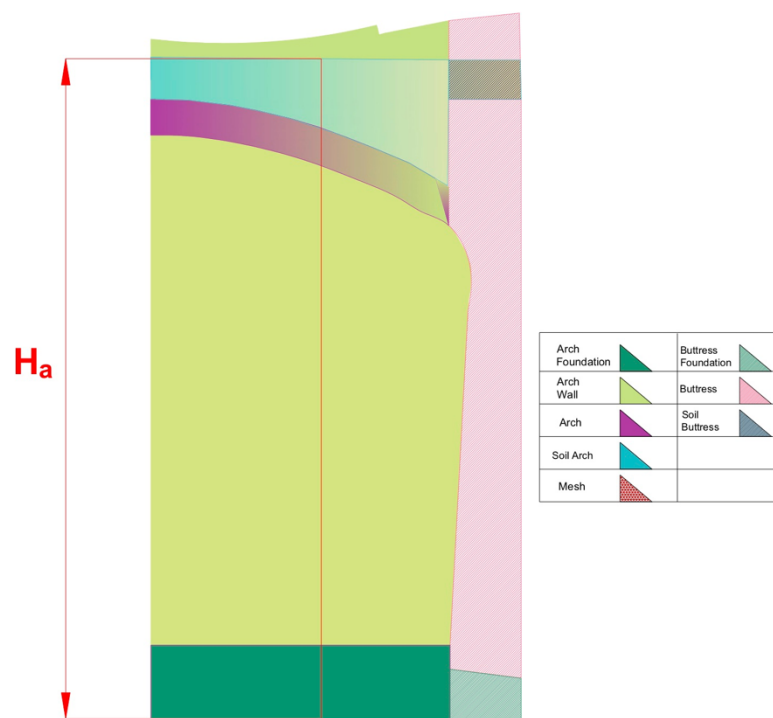 Ha
Arch
Foundation
Buttress
Foundation
Arch
Wall
Buttress
Arch
Soil
Buttress
Soil Arch
Mesh